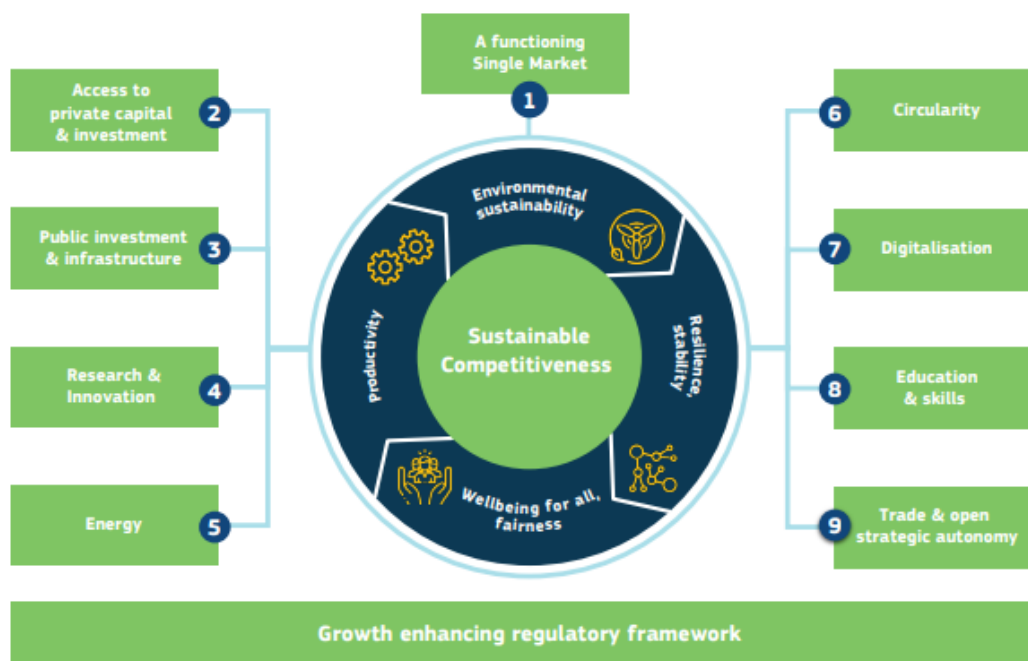 A functioning
Single Market
1
Access to
private capital
& investment
2
Public investment
& infrastructure
3
Research &
Innovation
4
Energy
5
Environmental
sustainability
Resilience,
stability
Wellbeing for all,
fairness
productivity
Sustainable
Competitiveness
6
Circularity
7
Digitalisation
8
Education
& skills
9
Trade & open
strategic autonomy
Growth enhancing regulatory framework